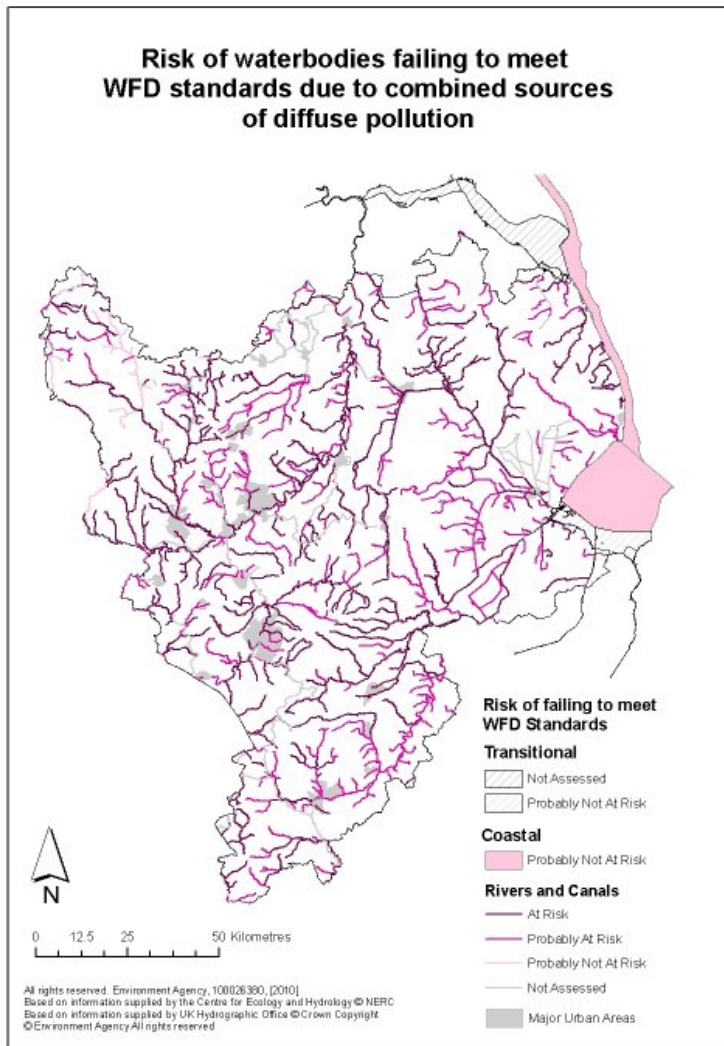 Risk of waterbodies failing to meet
WFD standards due to combined sources
of diffuse pollution
Risk of failing to meet
WFD Standards
Transitional
Not Assessed
Probably Not At Risk
Coastal
Probably Not At Risk
Rivers and Canals
At Risk
Probably At Risk
Probably Not At Risk
Not Assessed
Major Urban Areas
N
0 12.5 25 50 Kilometres
All rights reserved. Environment Agency, 100026380, [2010]
Based on information supplied by the Centre for Ecology and Hydrology © NERC
Based on information supplied by UK Hydrographic Office © Crown Copyright
© Environment Agency All rights reserved